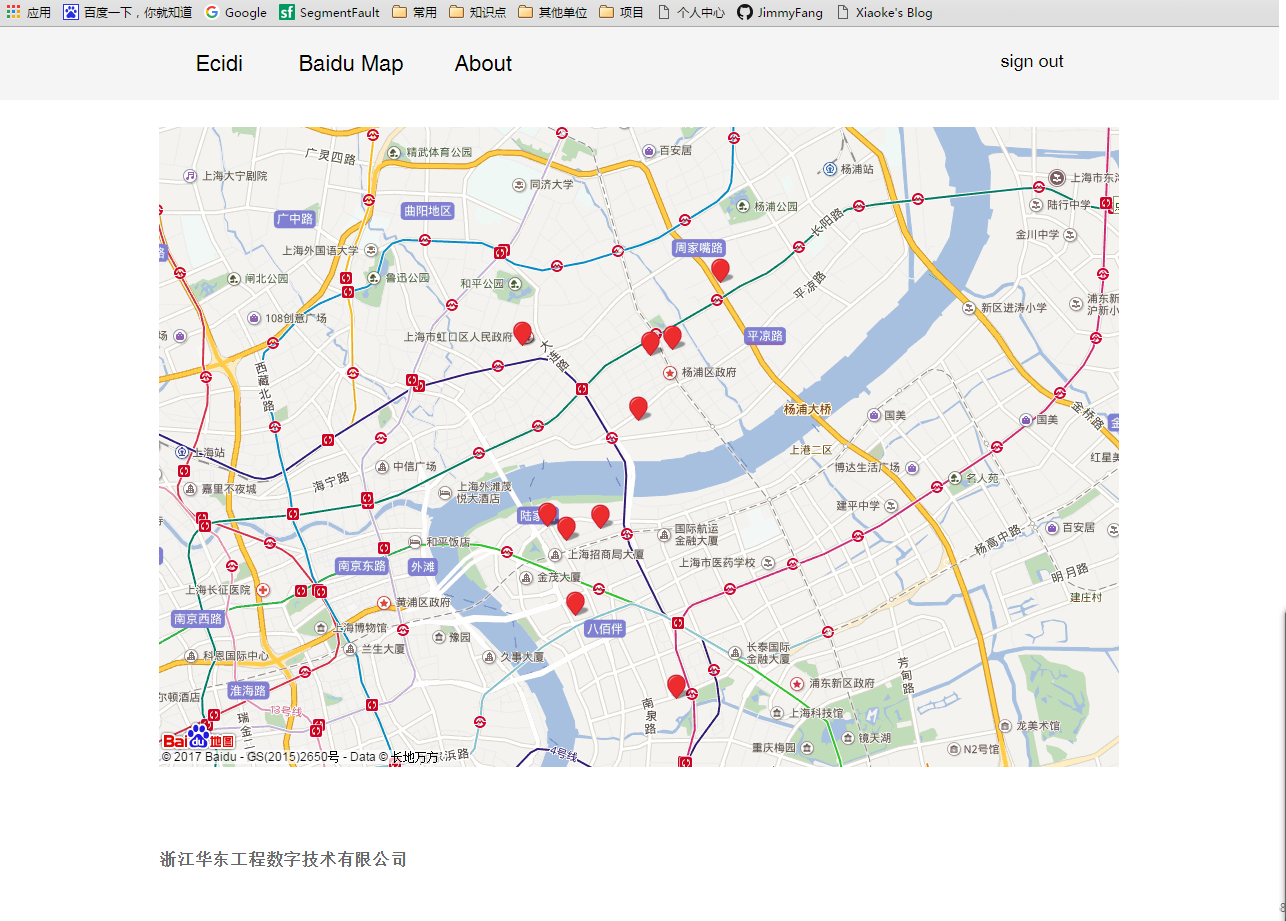 应用 百度一下，你就知道 Google SegmentFault 常用 知识点 其他单位 项目 个人中心 JimmyFang Xiaoke's Blog
Ecidi Baidu Map About sign out
广灵四路
精武体育公园
百安居
杨浦站
上海大宁剧院
同济大学
上海市东沟
陆行中学
广中路
曲阳地区
杨浦公园
长阳路
金川中学
上海外国语大学
周家嘴路
闸北公园
鲁迅公园
和平公园
平凉路
浦东新
沪新小
新区进涛小学
108创意广场
上海市虹口区人民政府
大连路
平凉路
场
西藏北路
杨浦区政府
杨浦大桥
国美
国美
金桥路
金
上海站
中信广场
上港二区
博达生活广场
红星美
名人苑
海宁路
嘉里不夜城
上海外滩茂
悦大酒店
建平中学
陆家
国际航运
金融大厦
百安居
和平饭店
杨高中路
上海招商局大厦
南京东路
外滩
上海市医药学校
明月路
金茂大厦
上海长征医院
黄浦区政府
建庄村
南京西路
上海博物馆
八佰伴
豫园
兰生大厦
长泰国际
金融大厦
科恩国际中心
久事大厦
芳甸路
淮海路
浦东新区政府
尔顿酒店
南泉路
13号线
上海科技馆
瑞金二
龙美术馆
镜天湖
Bai 地图
重庆梅园
N2号馆
4号线
© 2017 Baidu - GS(2015)2650号 - Data © 长地万方
浜路
浙江华东工程数字技术有限公司